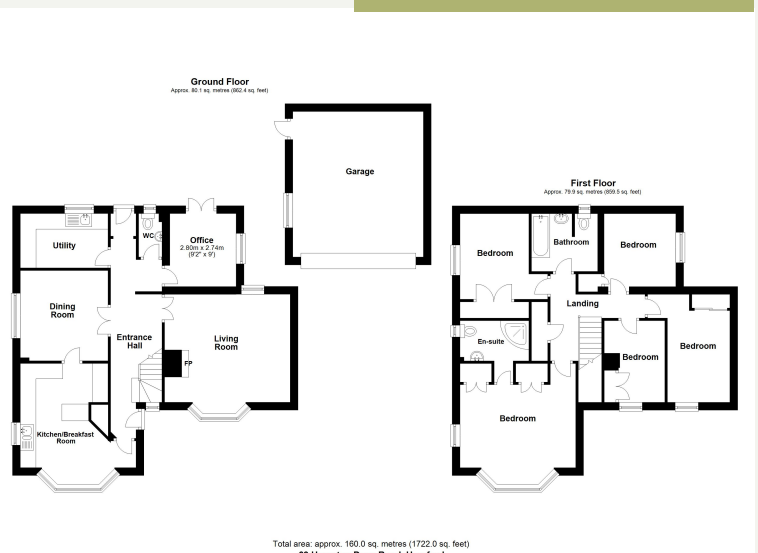 Ground Floor
Approx. 80.1 sq. metres (862.4 sq. feet)
Garage
First Floor
Approx. 79.9 sq. metres (859.5 sq. feet)
WC
Utility
Office
2.80m x 2.74m
(9'2" x 9')
Bathroom
Bedroom
Bedroom
Dining
Room
Landing
Entrance
Hall
Living
Room
En-suite
Bedroom
Bedroom
FP
Bedroom
Kitchen/Breakfast
Room
Total area: approx. 160.0 sq. metres (1722.0 sq. feet)